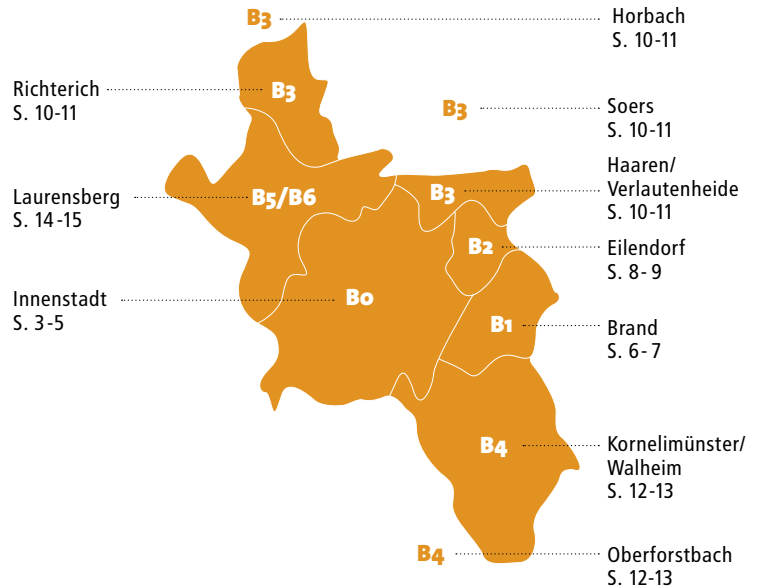 B3
Horbach
S. 10-11
Richterich
S. 10-11
B3
B3
Soers
S. 10-11
Haaren/
Verlautenheide
S. 10-11
B3
Laurensberg
S. 14-15
B5/B6
B2
Eilendorf
S. 8-9
Innenstadt
S. 3-5
B0
B1
Brand
S. 6-7
B4
Kornelimünster/
Walheim
S. 12-13
B4
Oberforstbach
S. 12-13